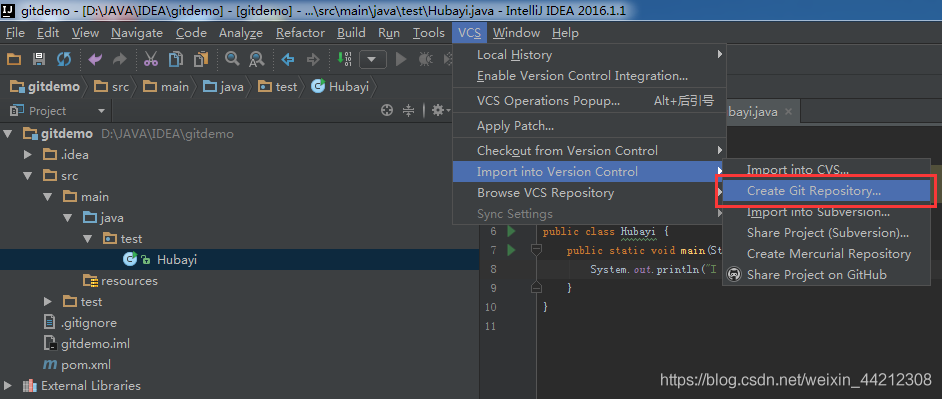 gitdemo - [D:\JAVA\IDEA\gitdemo] - [gitdemo] - ...\src\main\java\test\Hubayi.java - IntelliJ IDEA 2016.1.1
File Edit View Navigate Code Analyze Refactor Build Run Tools VCS Window Help
gitdemo src main java test Hubayi
Project
bayi.java
gitdemo D:\JAVA\IDEA\gitdemo
.idea
src
main
java
test
Hubayi
resources
test
.gitignore
gitdemo.iml
pom.xml
External Libraries
Local History
Enable Version Control Integration...
VCS Operations Popup... Alt+后引号
Apply Patch...
Checkout from Version Control
Import into Version Control
Browse VCS Repository
Sync Settings
Import into CVS...
Create Git Repository...
Import into Subversion...
Share Project (Subversion)...
Create Mercurial Repository
Share Project on GitHub
6 public class Hubayi {
7 public static void main(St
8 System.out.println("I
9 }
10 }
11
https://blog.csdn.net/weixin_44212308